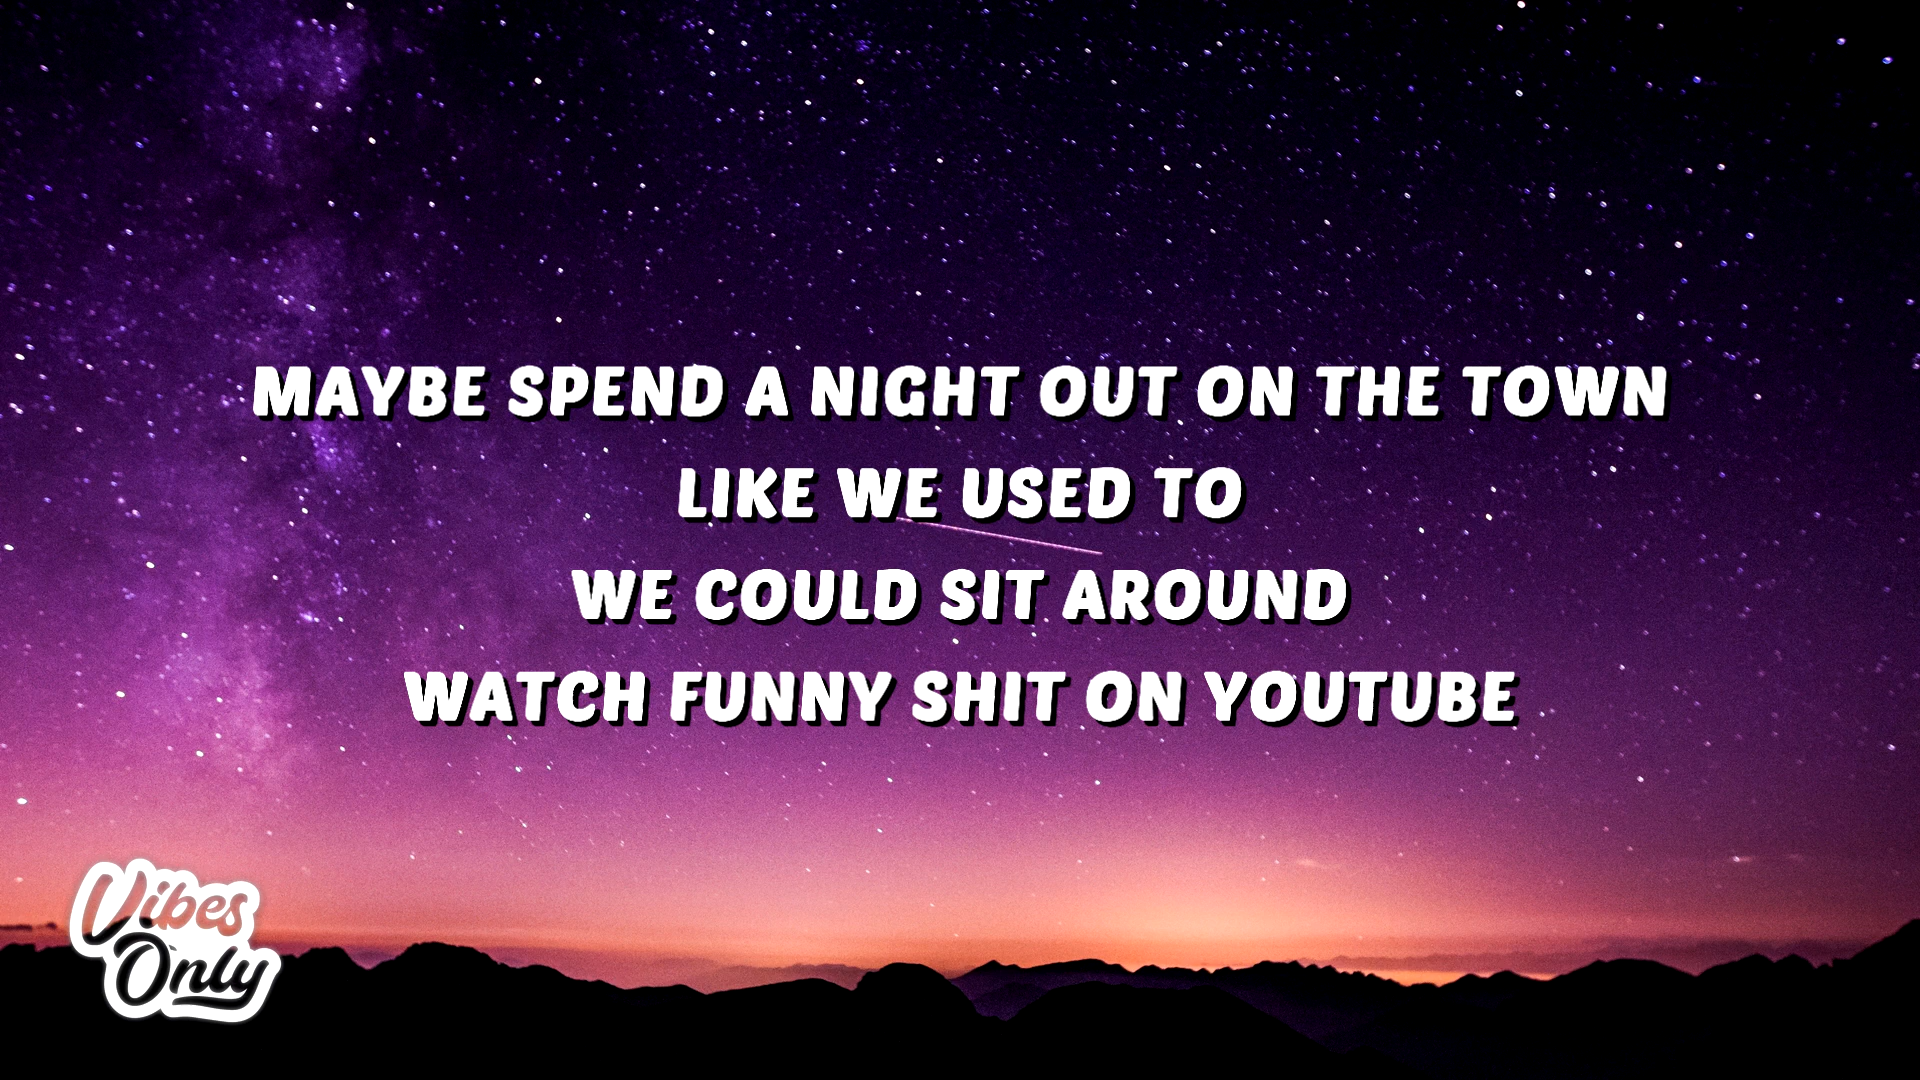 MAYBE SPEND A NIGHT OUT ON THE TOWN
LIKE WE USED TO
WE COULD SIT AROUND
WATCH FUNNY SHIT ON YOUTUBE
Vibes
Only